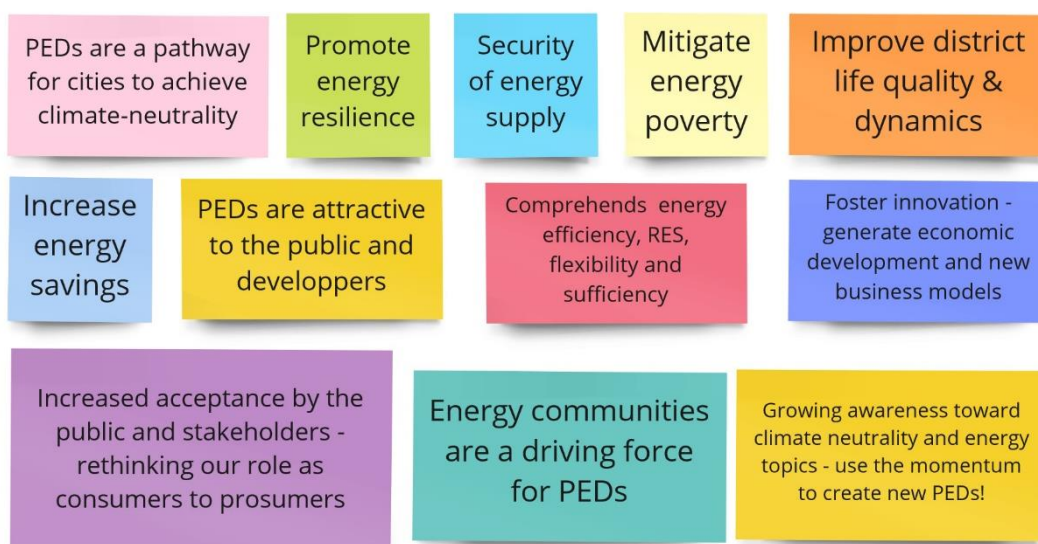 PEDs are a pathway
for cities to achieve
climate-neutrality
Promote
energy
resilience
Security
of energy
supply
Mitigate
energy
poverty
Improve district
life quality &
dynamics
Increase
energy
savings
PEDs are attractive
to the public and
developpers
Comprehends energy
efficiency, RES,
flexibility and
sufficiency
Foster innovation -
generate economic
development and new
business models
Increased acceptance by the
public and stakeholders -
rethinking our role as
consumers to prosumers
Energy communities
are a driving force
for PEDs
Growing awareness toward
climate neutrality and energy
topics - use the momentum
to create new PEDs!